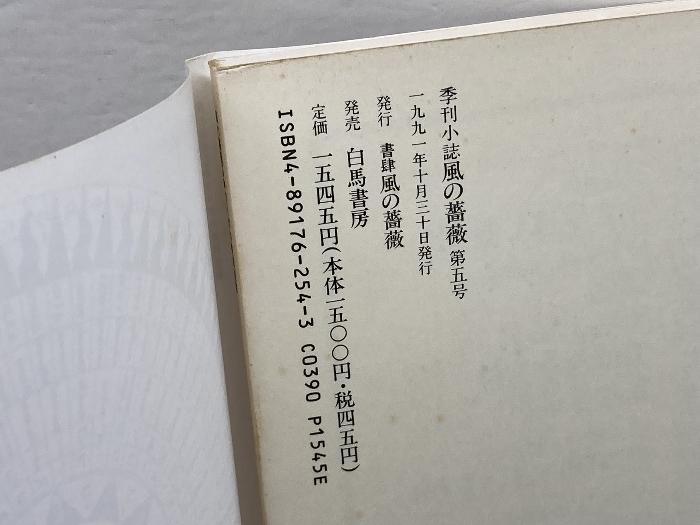 季刊小誌風の薔薇 第五号
一九九一年十月三十日発行
発行 書肆風の薔薇
発売 白馬書房
定価 一五四五円(本体一五〇〇円・税四五円)
ISBN4-89176-254-3 C0390 P1545E